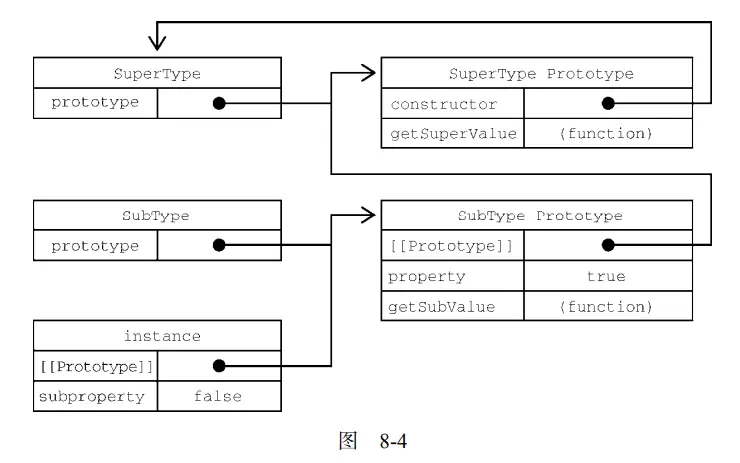 SuperType
prototype
SuperType Prototype
constructor
getSuperValue (function)
SubType
prototype
SubType Prototype
[[Prototype]]
property true
getSubValue (function)
instance
[[Prototype]]
subproperty false
图 8-4